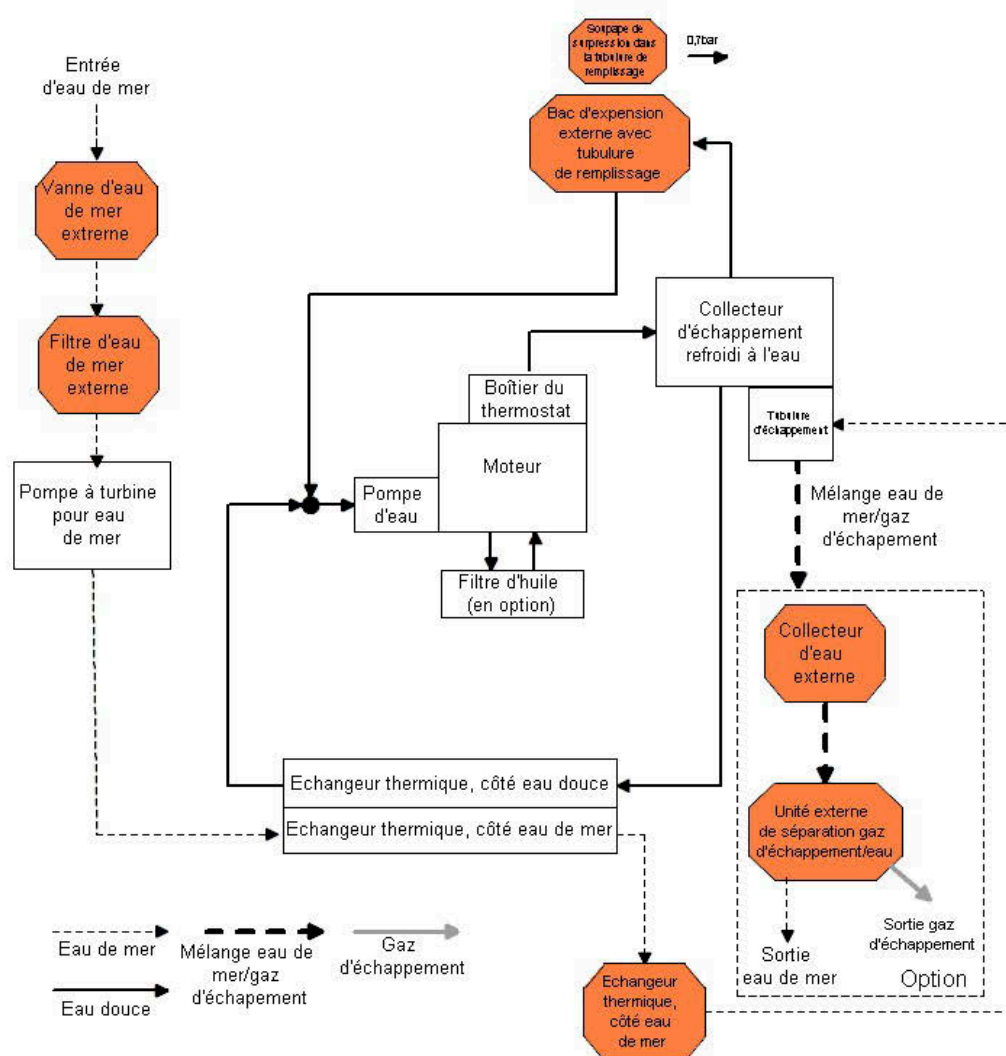 Soupape de
surpression dans
la tubulure de
remplissage
0,7bar
Entrée
d'eau de mer
Bac d'expension
externe avec
tubulure
de remplissage
Vanne d'eau
de mer
extrerne
Filtre d'eau
de mer
externe
Collecteur
d'échappement
refroidi à l'eau
Boîtier du
thermostat
Tubulure
d'échappement
Moteur
Pompe à turbine
pour eau
de mer
Pompe
d'eau
Mélange eau de
mer/gaz
d'échapement
Filtre d'huile
(en option)
Collecteur
d'eau
externe
Echangeur thermique, côté eau douce
Echangeur thermique, côté eau de mer
Unité externe
de séparation gaz
d'échappement/eau
Sortie gaz
d'échappement
Sortie
eau de mer
Option
Eau de mer
Mélange eau de
mer/gaz
d'échapement
Gaz
d'échappement
Eau douce
Echangeur
thermique,
côté eau
de mer